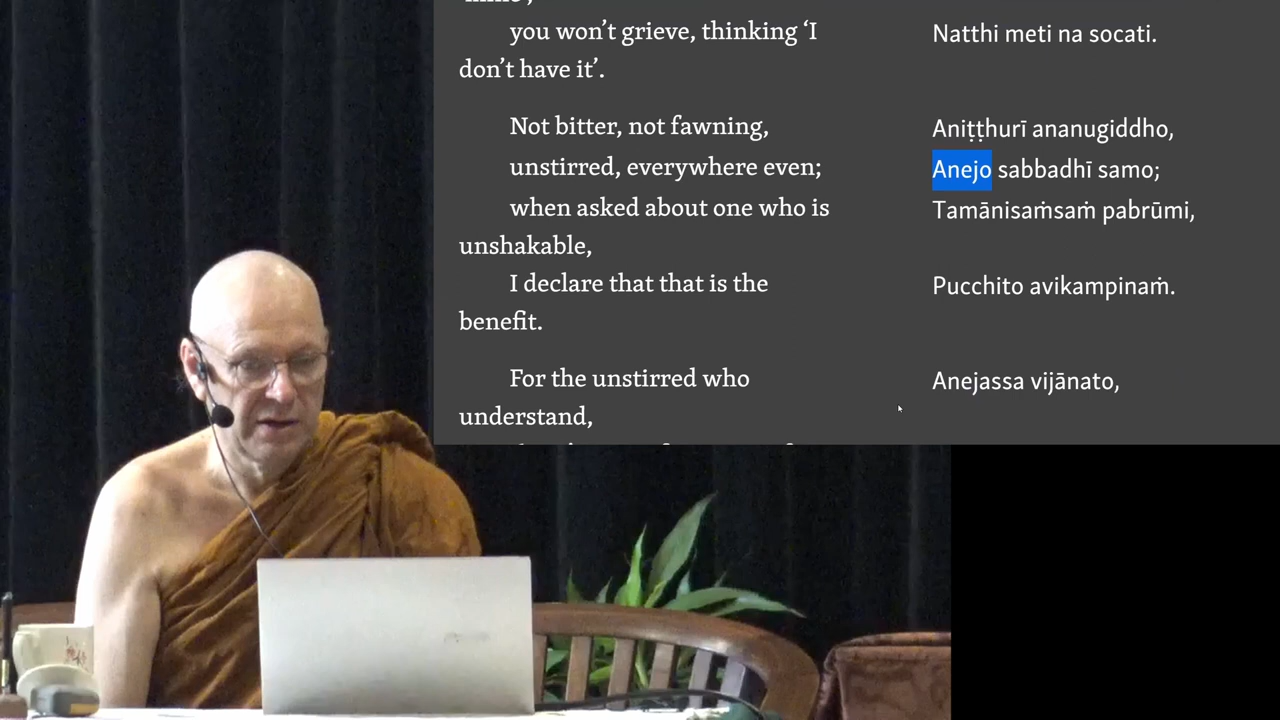 you won’t grieve, thinking ‘I
don’t have it’.
Not bitter, not fawning,
unstirred, everywhere even;
when asked about one who is
unshakable,
I declare that that is the
benefit.
For the unstirred who
understand,
Natthi meti na socati.
Aniṭṭhurī ananugiddho,
Anejo sabbadhī samo;
Tamānisaṁsaṁ pabrūmi,
Pucchito avikampinaṁ.
Anejassa vijānato,